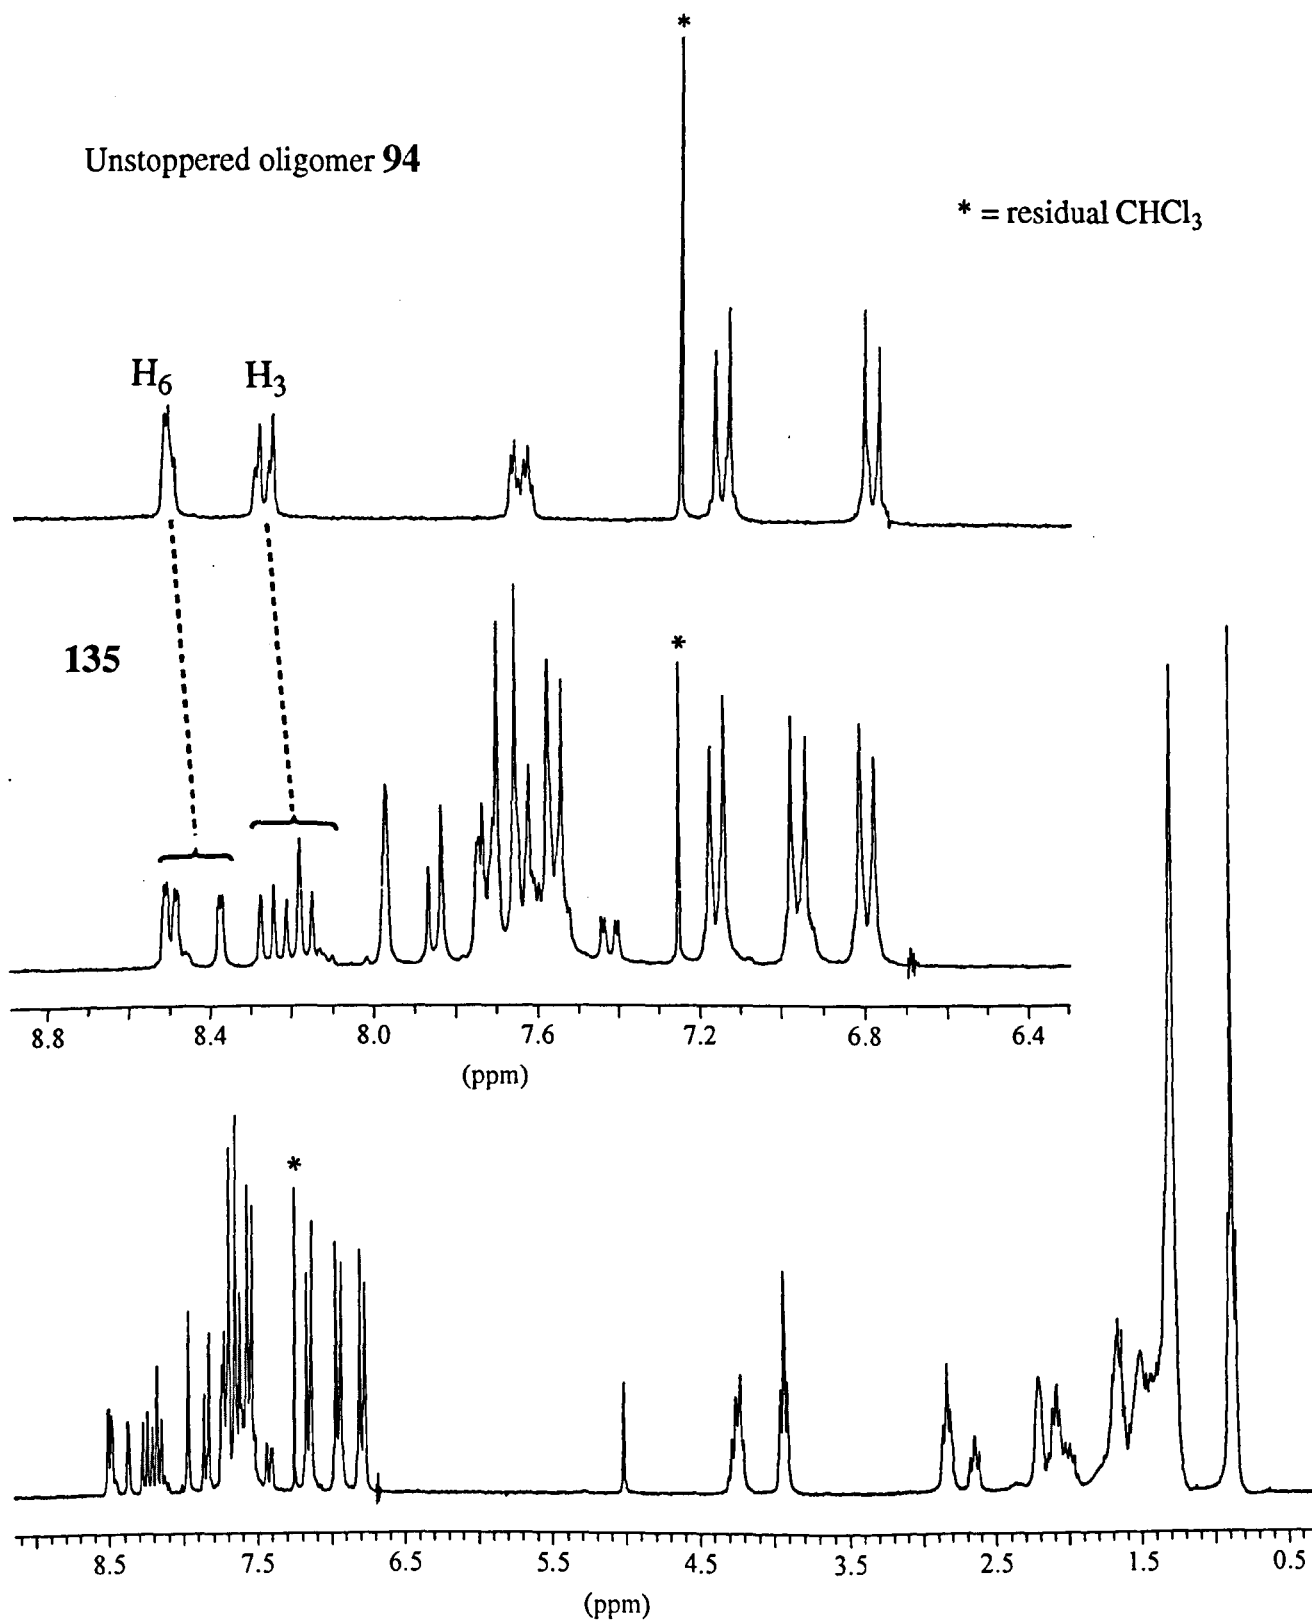 *
Unstoppered oligomer 94
* = residual CHCl₃
H₆ H₃
135
*
8.8 8.4 8.0 7.6 7.2 6.8 6.4
(ppm)
*
8.5 7.5 6.5 5.5 4.5 3.5 2.5 1.5 0.5
(ppm)